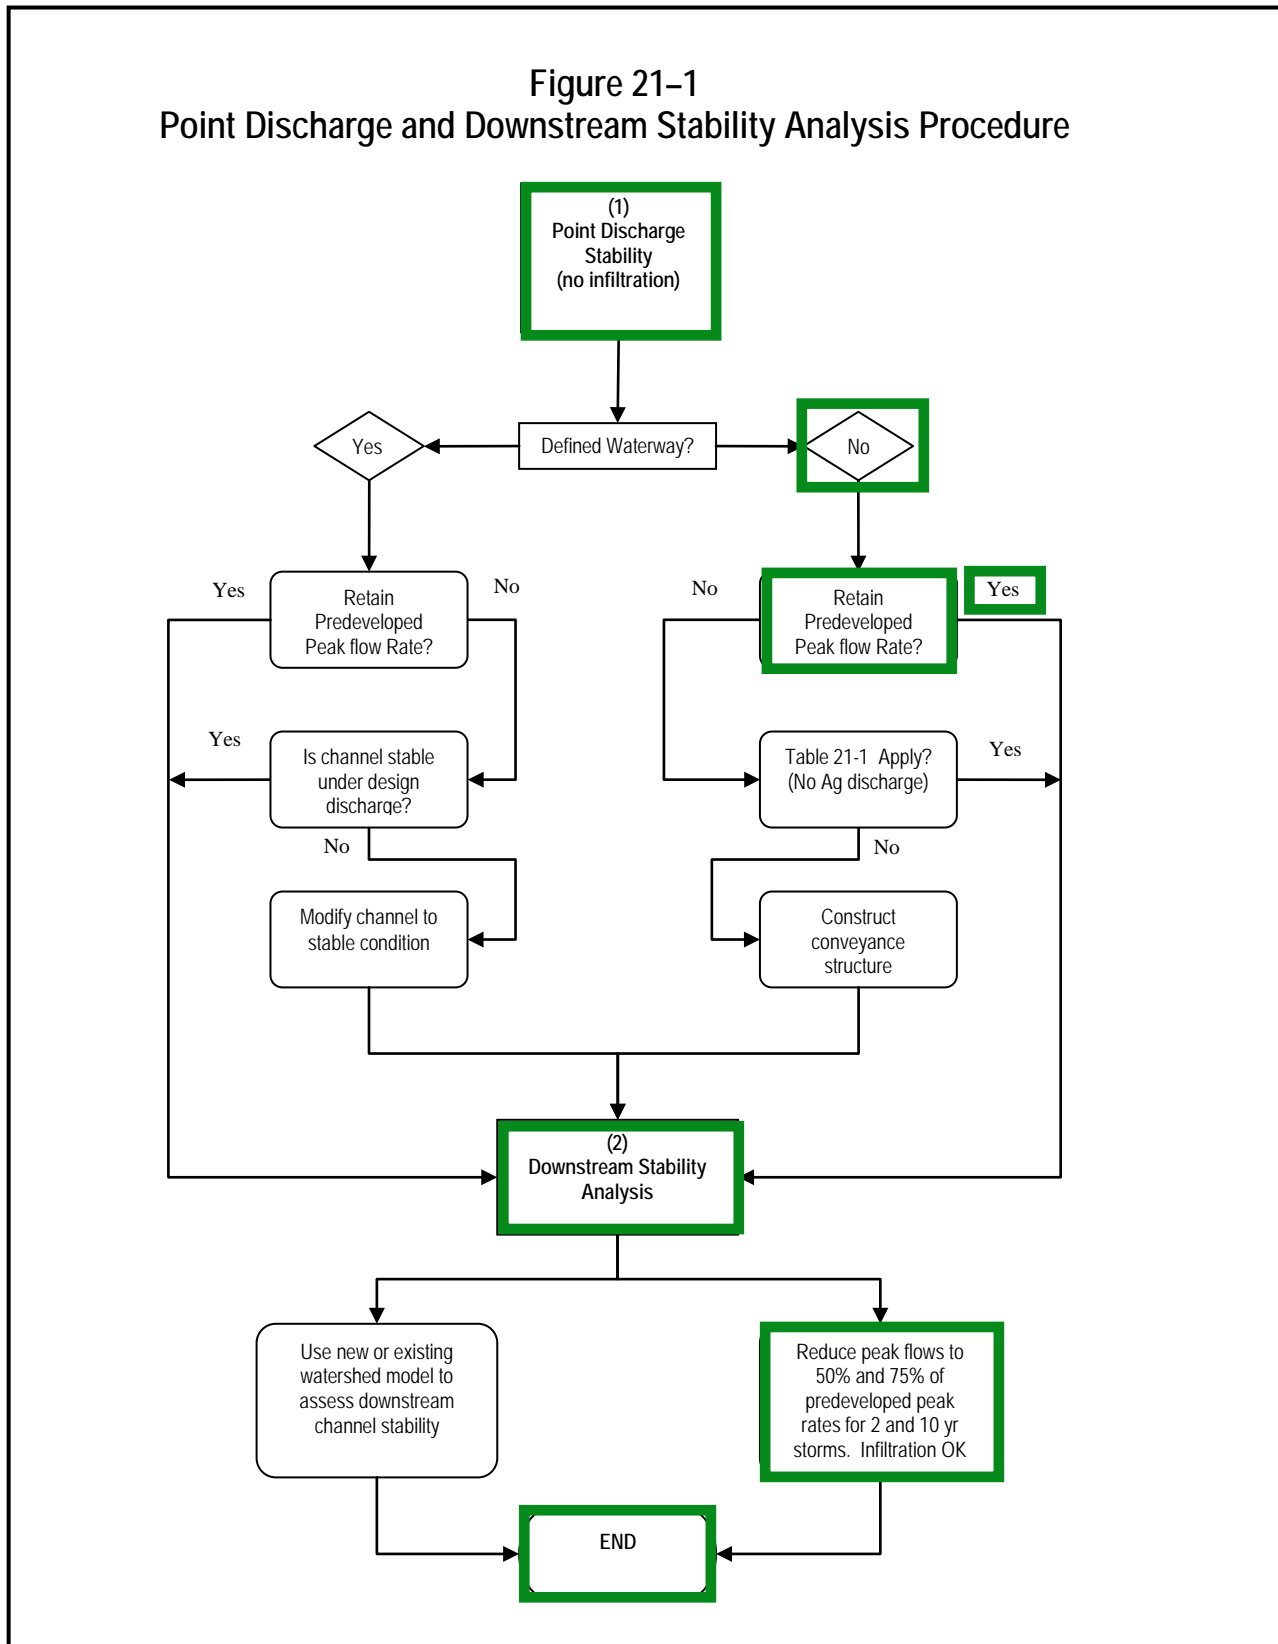 Figure 21–1
Point Discharge and Downstream Stability Analysis Procedure
(1)
Point Discharge
Stability
(no infiltration)
Yes
Defined Waterway?
No
Yes
Retain
Predeveloped
Peak flow Rate?
No
No
Retain
Predeveloped
Peak flow Rate?
Yes
Yes
Is channel stable
under design
discharge?
No
Table 21-1 Apply?
(No Ag discharge)
Yes
No
Modify channel to
stable condition
Construct
conveyance
structure
(2)
Downstream Stability
Analysis
Use new or existing
watershed model to
assess downstream
channel stability
Reduce peak flows to
50% and 75% of
predeveloped peak
rates for 2 and 10 yr
storms. Infiltration OK
END